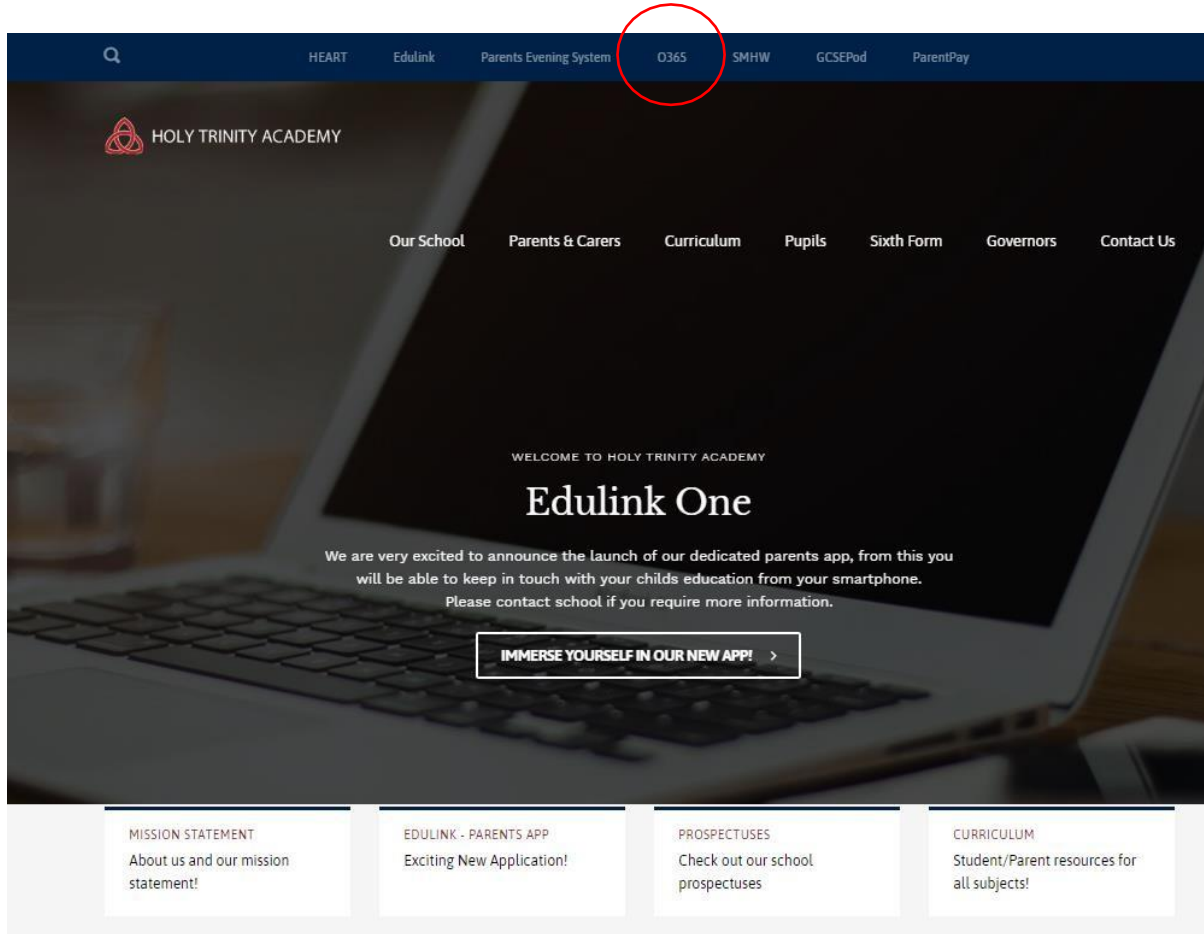 HEART Edulink Parents Evening System O365 SMHW GCSEPod ParentPay
HOLY TRINITY ACADEMY
Our School Parents & Carers Curriculum Pupils Sixth Form Governors Contact Us
WELCOME TO HOLY TRINITY ACADEMY
Edulink One
We are very excited to announce the launch of our dedicated parents app, from this you
will be able to keep in touch with your childs education from your smartphone.
Please contact school if you require more information.
IMMERSE YOURSELF IN OUR NEW APP! >
MISSION STATEMENT
About us and our mission
statement!
EDULINK - PARENTS APP
Exciting New Application!
PROSPECTUSES
Check out our school
prospectuses
CURRICULUM
Student/Parent resources for
all subjects!